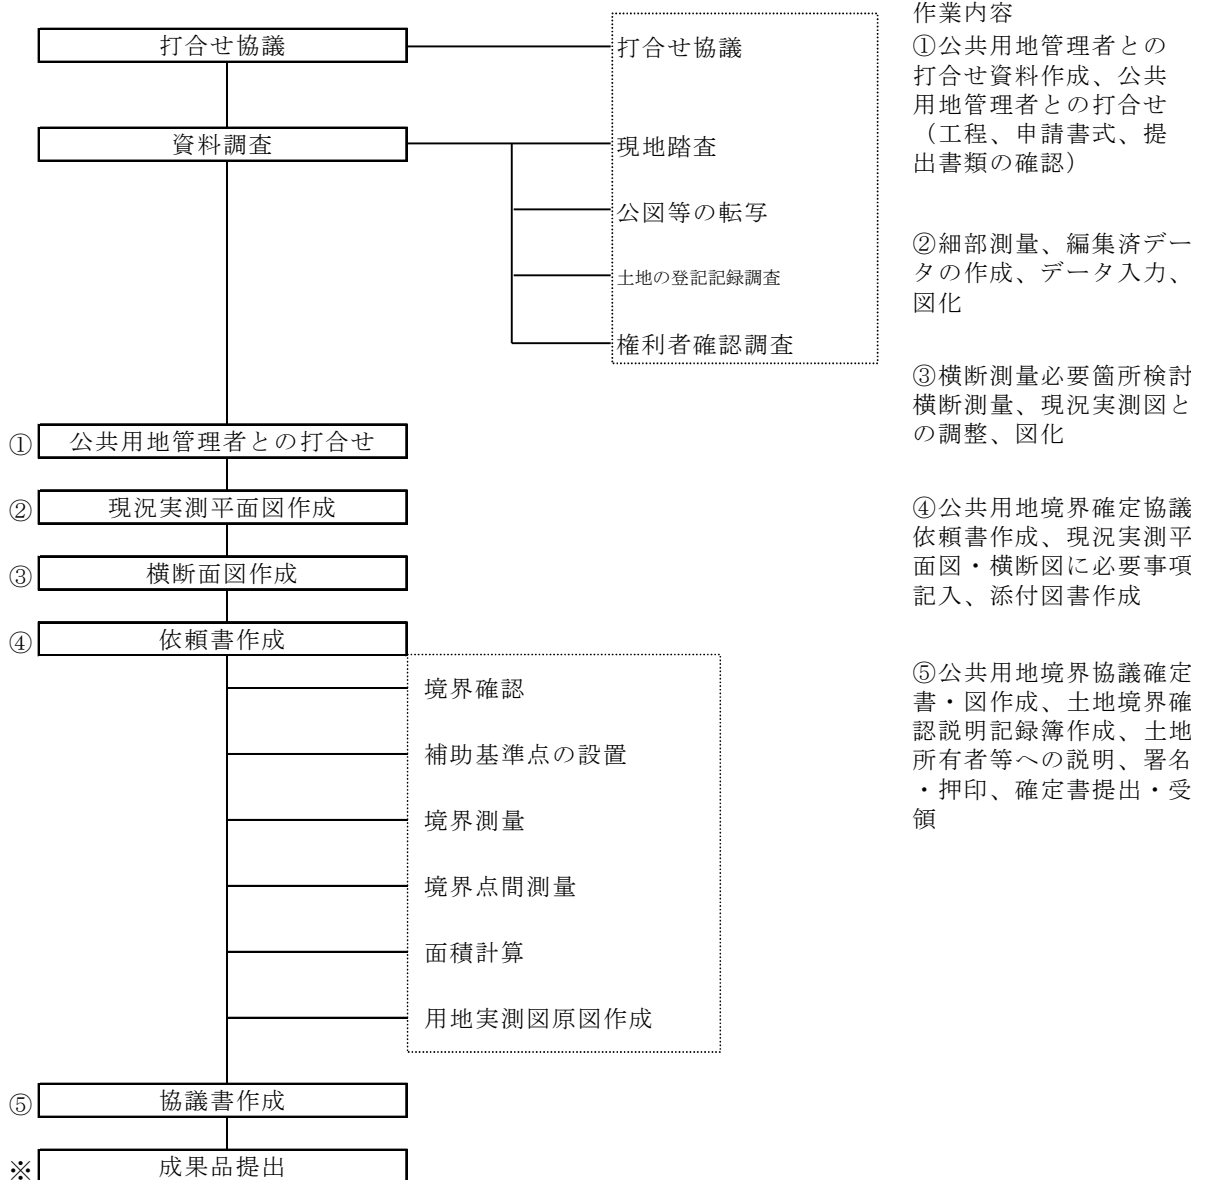 打合せ協議
打合せ協議
資料調査
現地踏査
公図等の転写
土地の登記記録調査
権利者確認調査
① 公共用地管理者との打合せ
② 現況実測平面図作成
③ 横断面図作成
④ 依頼書作成
境界確認
補助基準点の設置
境界測量
境界点間測量
面積計算
用地実測図原図作成
⑤ 協議書作成
※ 成果品提出
作業内容
①公共用地管理者との
打合せ資料作成、公共
用地管理者との打合せ
（工程、申請書式、提
出書類の確認）
②細部測量、編集済デー
タの作成、データ入力、
図化
③横断測量必要箇所検討
横断測量、現況実測図と
の調整、図化
④公共用地境界確定協議
依頼書作成、現況実測平
面図・横断図に必要事項
記入、添付図書作成
⑤公共用地境界協議確定
書・図作成、土地境界確
認説明記録簿作成、土地
所有者等への説明、署名
・押印、確定書提出・受
領